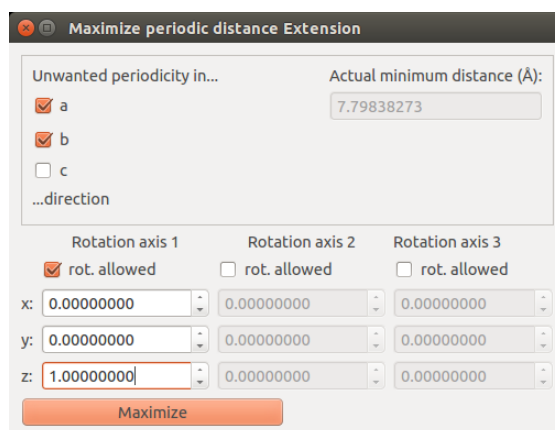 Maximize periodic distance Extension
Unwanted periodicity in... Actual minimum distance (Å):
a 7.79838273
b
c
...direction
Rotation axis 1 Rotation axis 2 Rotation axis 3
rot. allowed rot. allowed rot. allowed
x: 0.00000000 0.00000000 0.00000000
y: 0.00000000 0.00000000 0.00000000
z: 1.00000000 0.00000000 0.00000000
Maximize